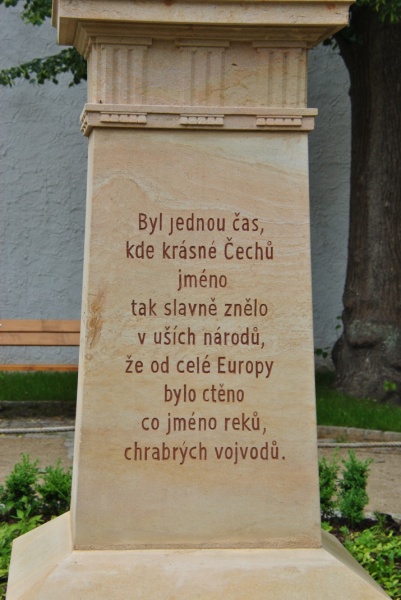 Byl jednou čas,
kde krásné Čechů
jméno
tak slavně znělo
v uších národů,
že od celé Europy
bylo ctěno
co jméno reků,
chrabrých vojvodů.